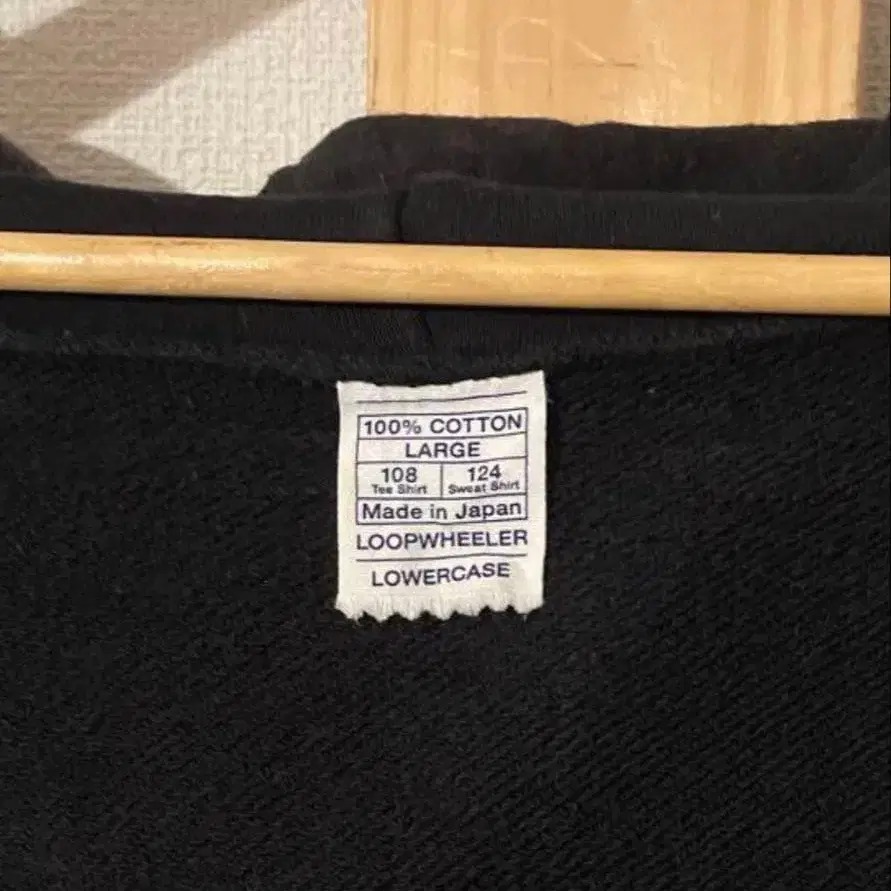 100% COTTON
LARGE
108 124
Tee Shirt Sweat Shirt
Made in Japan
LOOPWHEELER
LOWERCASE